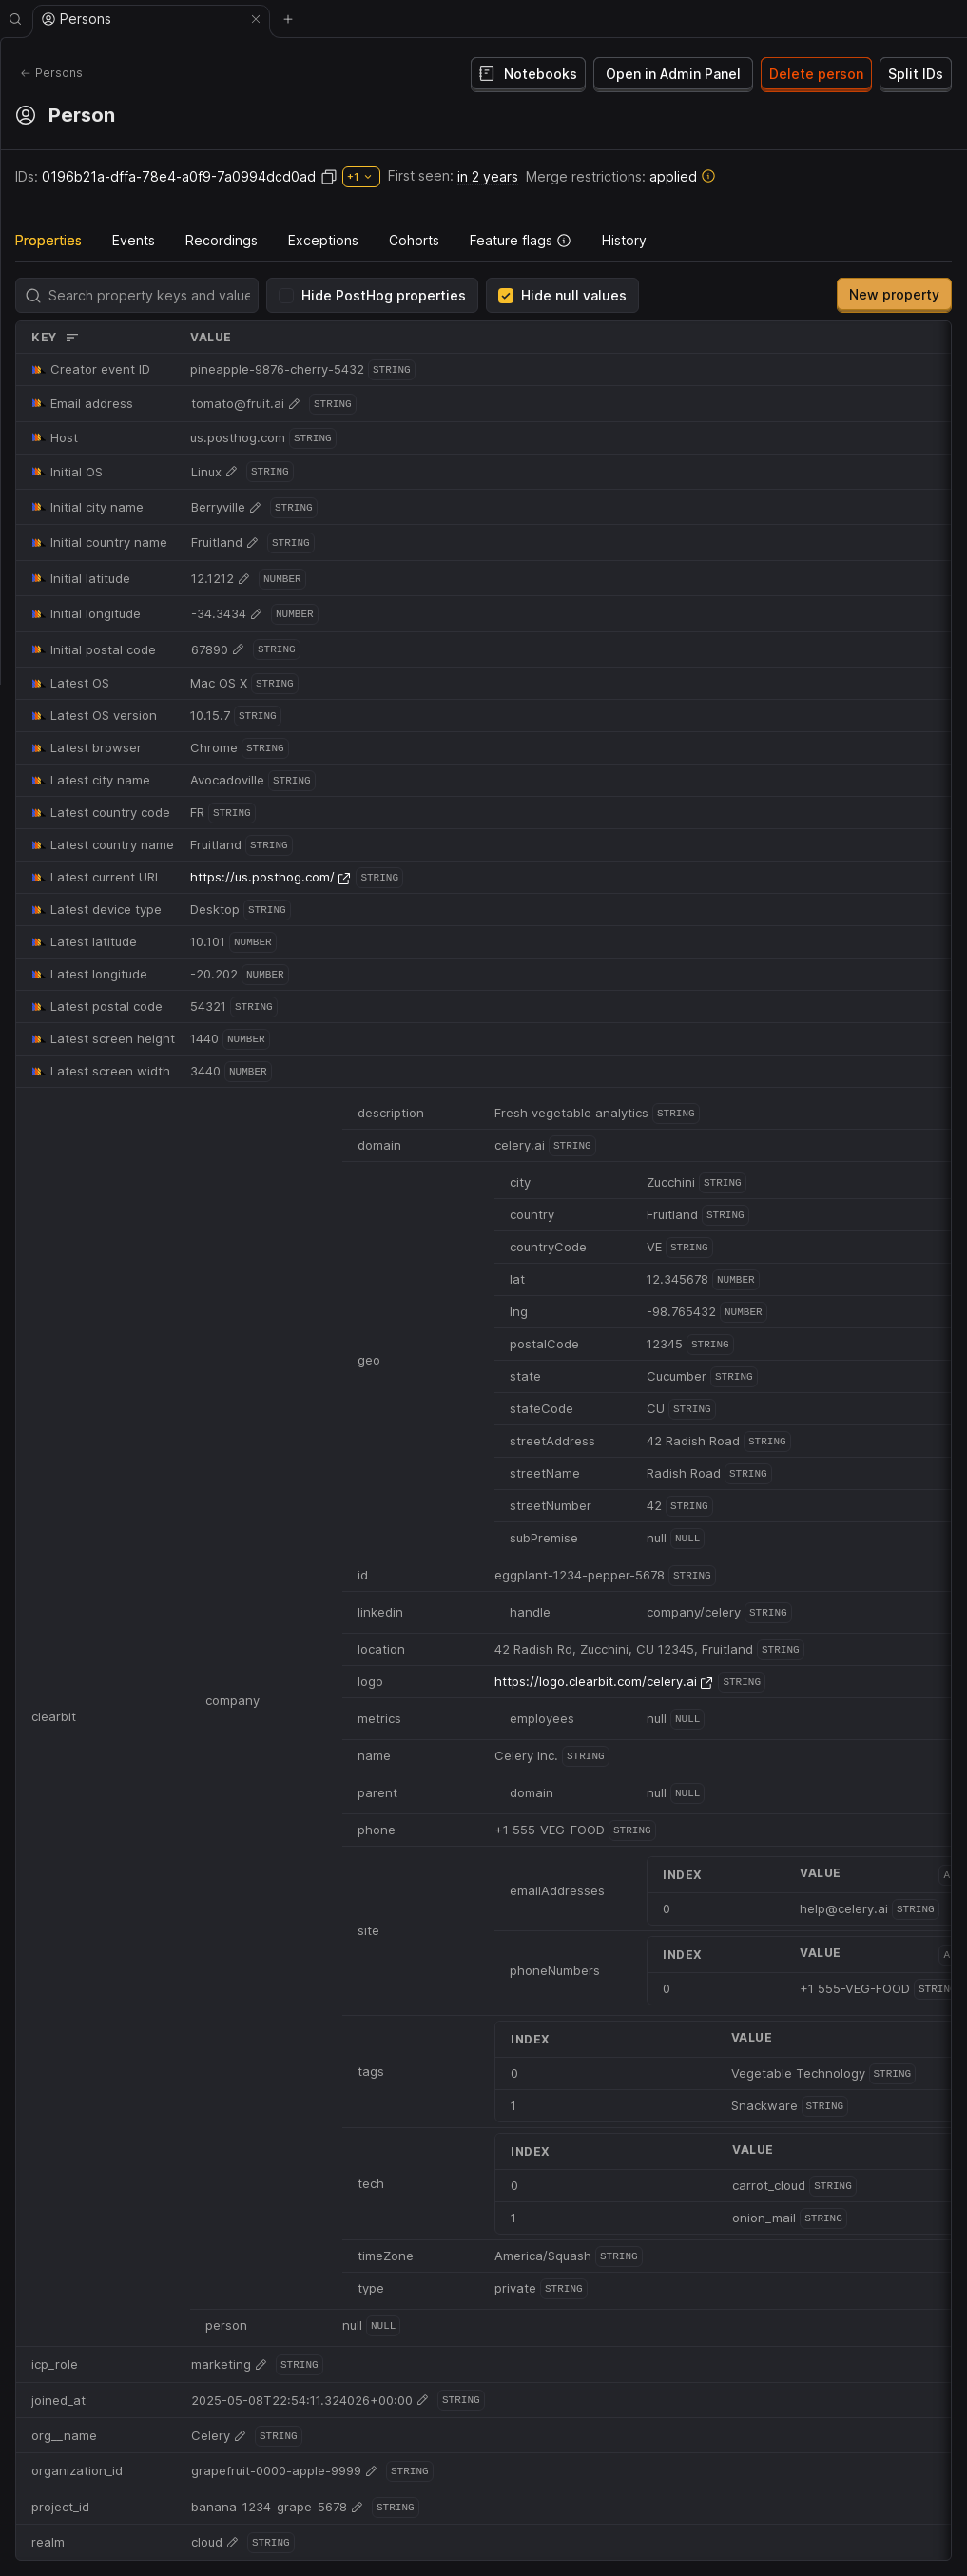 Persons
Persons
Notebooks Open in Admin Panel Delete person Split IDs
Person
IDs: 0196b21a-dffa-78e4-a0f9-7a0994dcd0ad +1 First seen: in 2 years Merge restrictions: applied
Properties Events Recordings Exceptions Cohorts Feature flags History
Search property keys and value Hide PostHog properties Hide null values New property
KEY VALUE
Creator event ID pineapple-9876-cherry-5432 STRING
Email address tomato@fruit.ai STRING
Host us.posthog.com STRING
Initial OS Linux STRING
Initial city name Berryville STRING
Initial country name Fruitland STRING
Initial latitude 12.1212 NUMBER
Initial longitude -34.3434 NUMBER
Initial postal code 67890 STRING
Latest OS Mac OS X STRING
Latest OS version 10.15.7 STRING
Latest browser Chrome STRING
Latest city name Avocadoville STRING
Latest country code FR STRING
Latest country name Fruitland STRING
Latest current URL https://us.posthog.com/ STRING
Latest device type Desktop STRING
Latest latitude 10.101 NUMBER
Latest longitude -20.202 NUMBER
Latest postal code 54321 STRING
Latest screen height 1440 NUMBER
Latest screen width 3440 NUMBER
description Fresh vegetable analytics STRING
domain celery.ai STRING
city Zucchini STRING
country Fruitland STRING
countryCode VE STRING
lat 12.345678 NUMBER
lng -98.765432 NUMBER
postalCode 12345 STRING
geo
state Cucumber STRING
stateCode CU STRING
streetAddress 42 Radish Road STRING
streetName Radish Road STRING
streetNumber 42 STRING
subPremise null NULL
id eggplant-1234-pepper-5678 STRING
linkedin handle company/celery STRING
location 42 Radish Rd, Zucchini, CU 12345, Fruitland STRING
logo https://logo.clearbit.com/celery.ai STRING
company
clearbit
metrics employees null NULL
name Celery Inc. STRING
parent domain null NULL
phone +1 555-VEG-FOOD STRING
INDEX VALUE A
emailAddresses
0 help@celery.ai STRING
site
INDEX VALUE A
phoneNumbers
0 +1 555-VEG-FOOD STRING
INDEX VALUE
tags
0 Vegetable Technology STRING
1 Snackware STRING
INDEX VALUE
tech
0 carrot_cloud STRING
1 onion_mail STRING
timeZone America/Squash STRING
type private STRING
person null NULL
icp_role marketing STRING
joined_at 2025-05-08T22:54:11.324026+00:00 STRING
org__name Celery STRING
organization_id grapefruit-0000-apple-9999 STRING
project_id banana-1234-grape-5678 STRING
realm cloud STRING